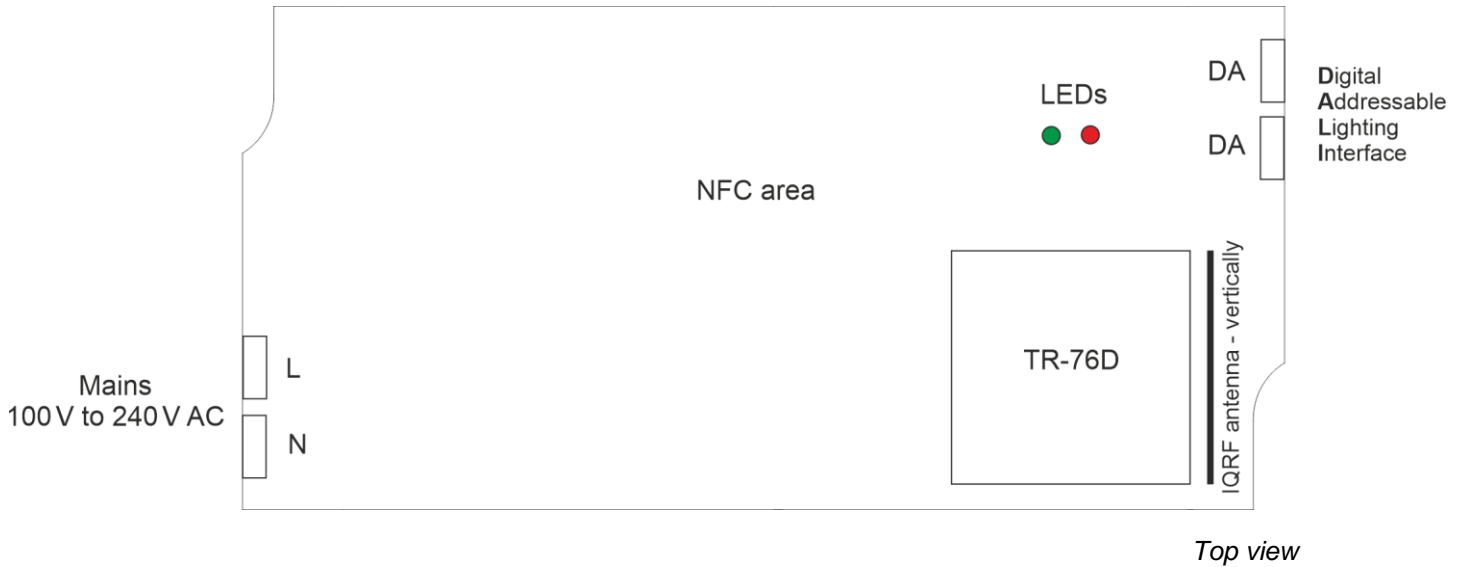 DA
LEDs
DA
Digital
Addressable
Lighting
Interface
NFC area
IQRF antenna - vertically
TR-76D
L
Mains
100 V to 240 V AC
N
Top view